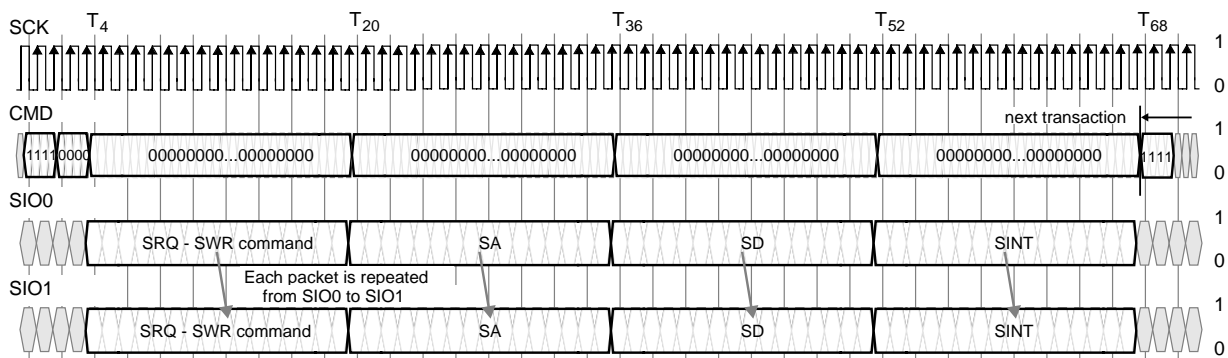 SCK T4 T20 T36 T52 T68 1
0
CMD next transaction 1
1111 0000 00000000...00000000 00000000...00000000 00000000...00000000 00000000...00000000 1111
0
SIO0 1
SRQ - SWR command SA SD SINT
0
Each packet is repeated
from SIO0 to SIO1
SIO1 1
SRQ - SWR command SA SD SINT
0